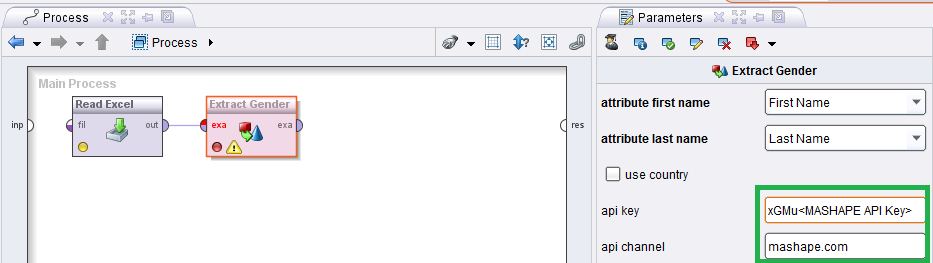 Process
Parameters
Process
Extract Gender
Main Process
Read Excel
Extract Gender
inp
fil
out
exa
exa
res
attribute first name
First Name
attribute last name
Last Name
use country
api key
xGMu<MASHAPE API Key>
api channel
mashape.com